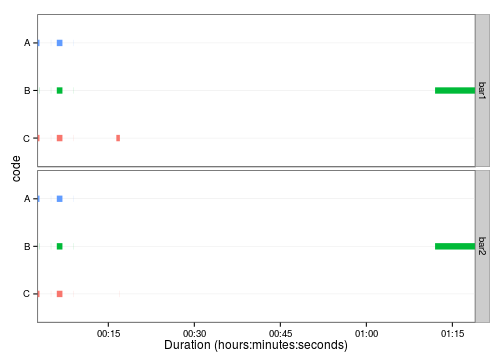 A
B
C
bar1
code
A
B
C
bar2
00:15 00:30 00:45 01:00 01:15
Duration (hours:minutes:seconds)